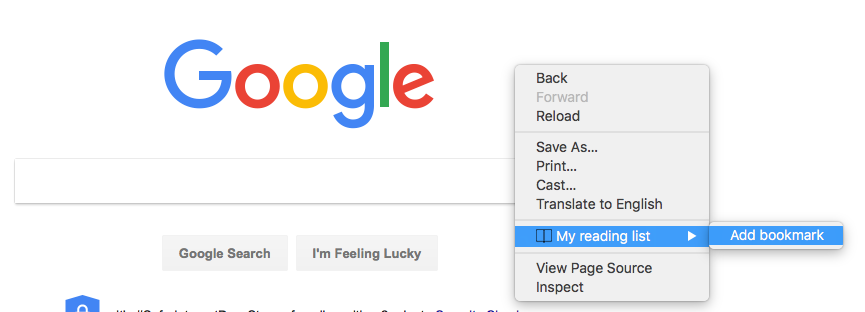 Google
Back
Forward
Reload
Save As...
Print...
Cast...
Translate to English
My reading list
Add bookmark
Google Search
I'm Feeling Lucky
View Page Source
Inspect